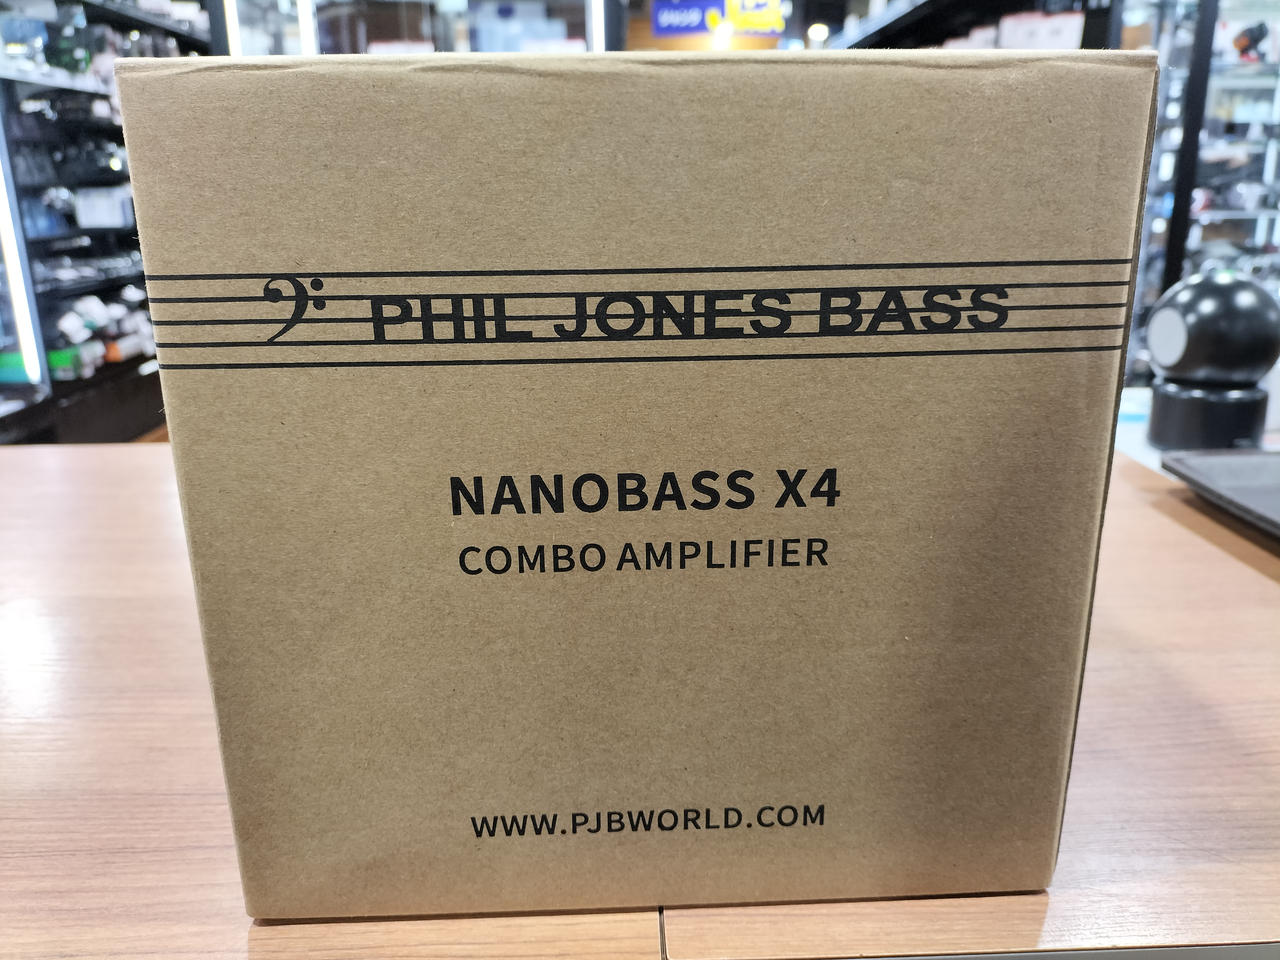 PHIL JONES BASS
NANOBASS X4
COMBO AMPLIFIER
WWW.PJBWORLD.COM